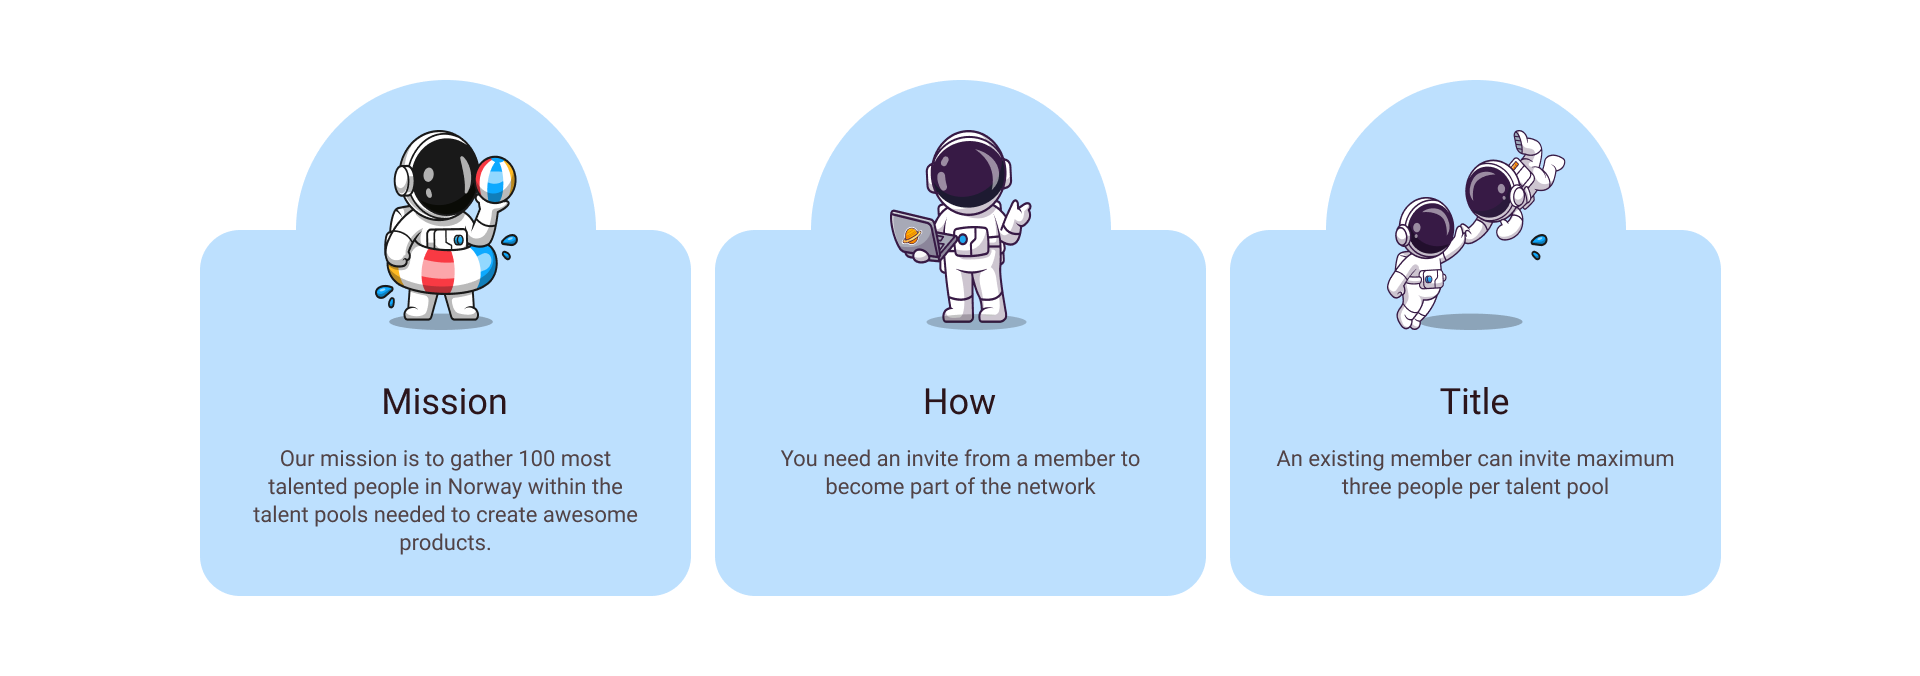 Mission
Our mission is to gather 100 most
talented people in Norway within the
talent pools needed to create awesome
products.
How
You need an invite from a member to
become part of the network
Title
An existing member can invite maximum
three people per talent pool